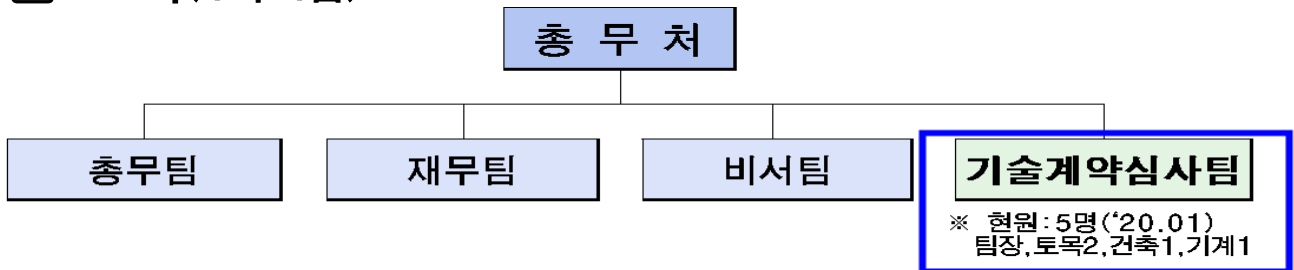 총 무 처
총무팀
재무팀
비서팀
기술계약심사팀
※ 현원:5명(‘20.01)
팀장,토목2,건축1,기계1